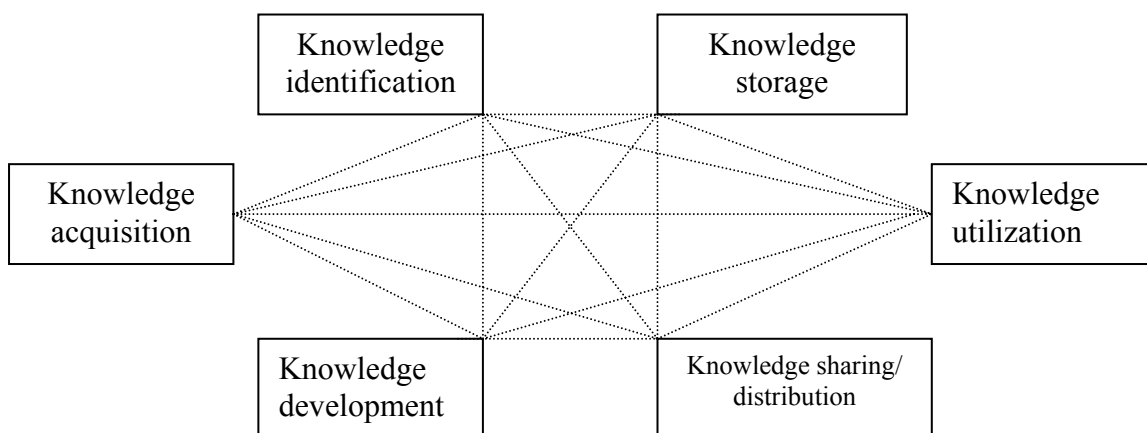 Knowledge
identification
Knowledge
storage
Knowledge
acquisition
Knowledge
utilization
Knowledge
development
Knowledge sharing/
distribution